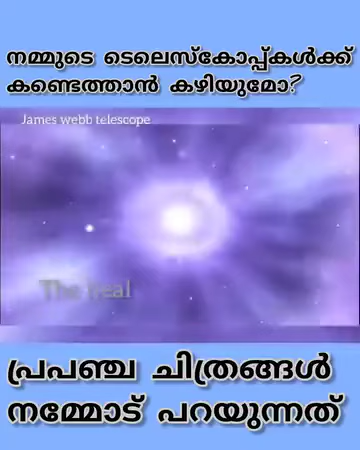 നമ്മുടെ ടെലെസ്കോപ്പ്കൾക്ക്
കണ്ടെത്താൻ കഴിയുമോ?
James webb telescope
The real
പ്രപഞ്ച ചിത്രങ്ങൾ
നമ്മോട് പറയുന്നത്